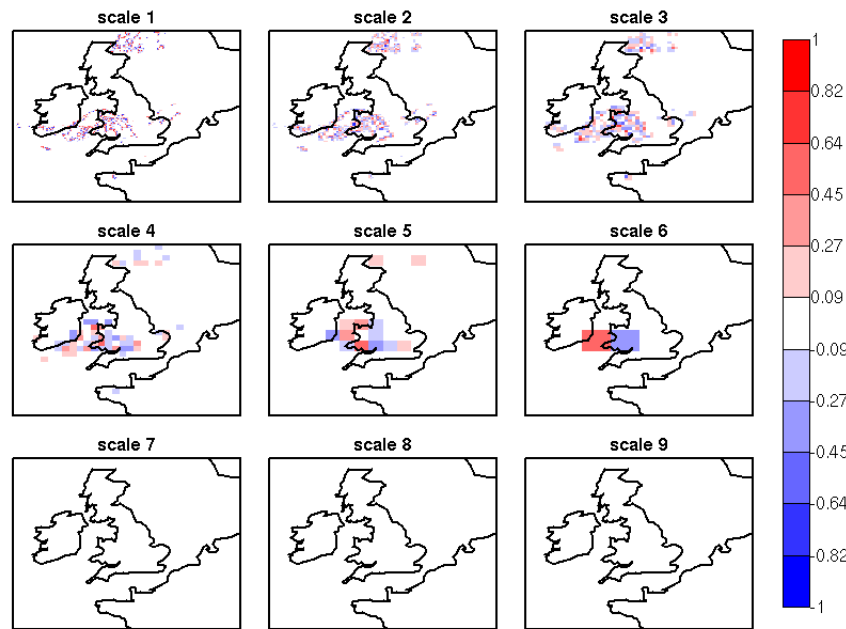 scale 1
scale 2
scale 3
scale 4
scale 5
scale 6
scale 7
scale 8
scale 9
1
0.82
0.64
0.45
0.27
0.09
-0.09
-0.27
-0.45
-0.64
-0.82
-1